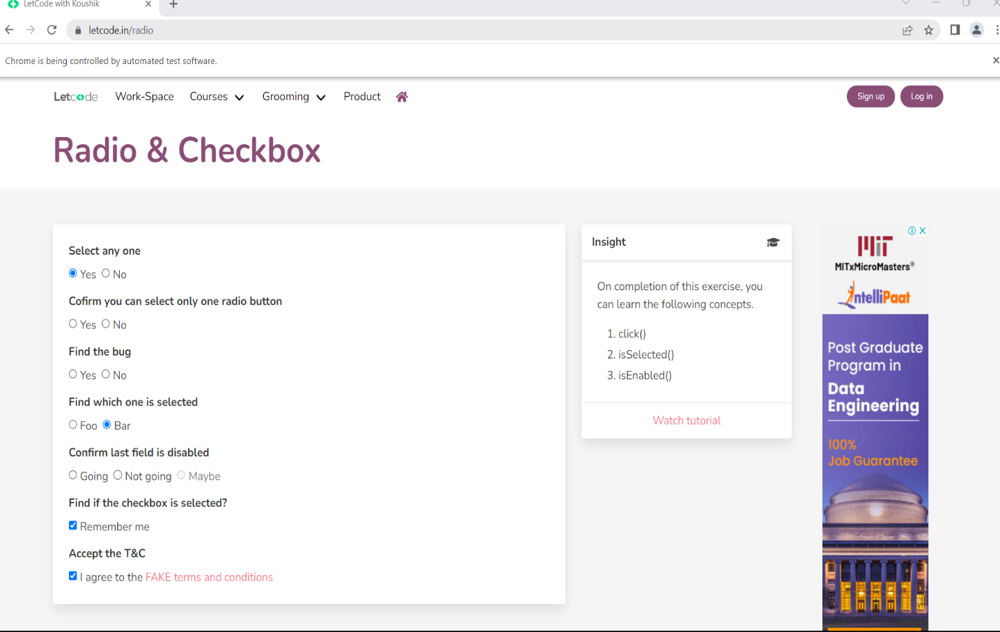 LetCode with Koushik
letcode.in/radio
Chrome is being controlled by automated test software.
Letcode Work-Space Courses Grooming Product Sign up Log in
Radio & Checkbox
Select any one
Yes No
Cofirm you can select only one radio button
Yes No
Find the bug
Yes No
Find which one is selected
Foo Bar
Confirm last field is disabled
Going Not going Maybe
Find if the checkbox is selected?
Remember me
Accept the T&C
I agree to the FAKE terms and conditions
Insight
On completion of this exercise, you
can learn the following concepts.
1. click()
2. isSelected()
3. isEnabled()
Watch tutorial
MIT
MITxMicroMasters®
IntelliPaat
Post Graduate
Program in
Data
Engineering
100%
Job Guarantee